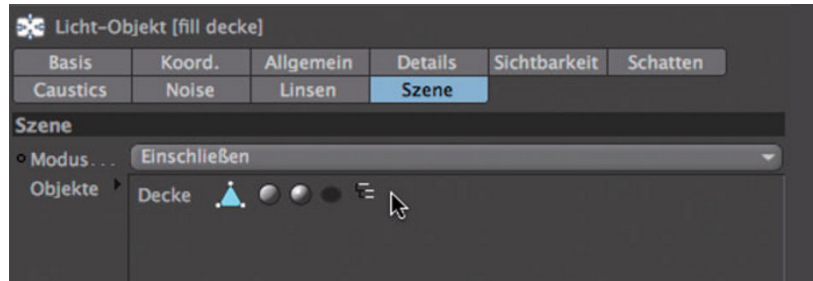 Licht-Objekt [fill decke]
Basis Koord. Allgemein Details Sichtbarkeit Schatten
Caustics Noise Linsen Szene
Szene
Modus... Einschließen
Objekte Decke